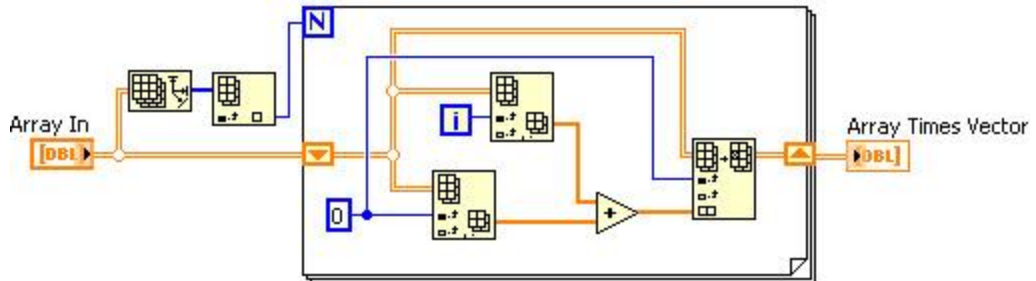 N
Array In
[DBL]
i
0
+
Array Times Vector
DBL]